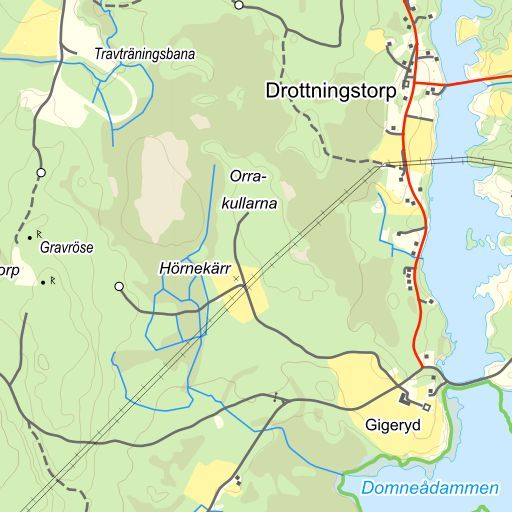 Travträningsbana
Drottningstorp
Orra-
kullarna
Gravröse
Hörnekärr
orp
Gigeryd
Domneådammen